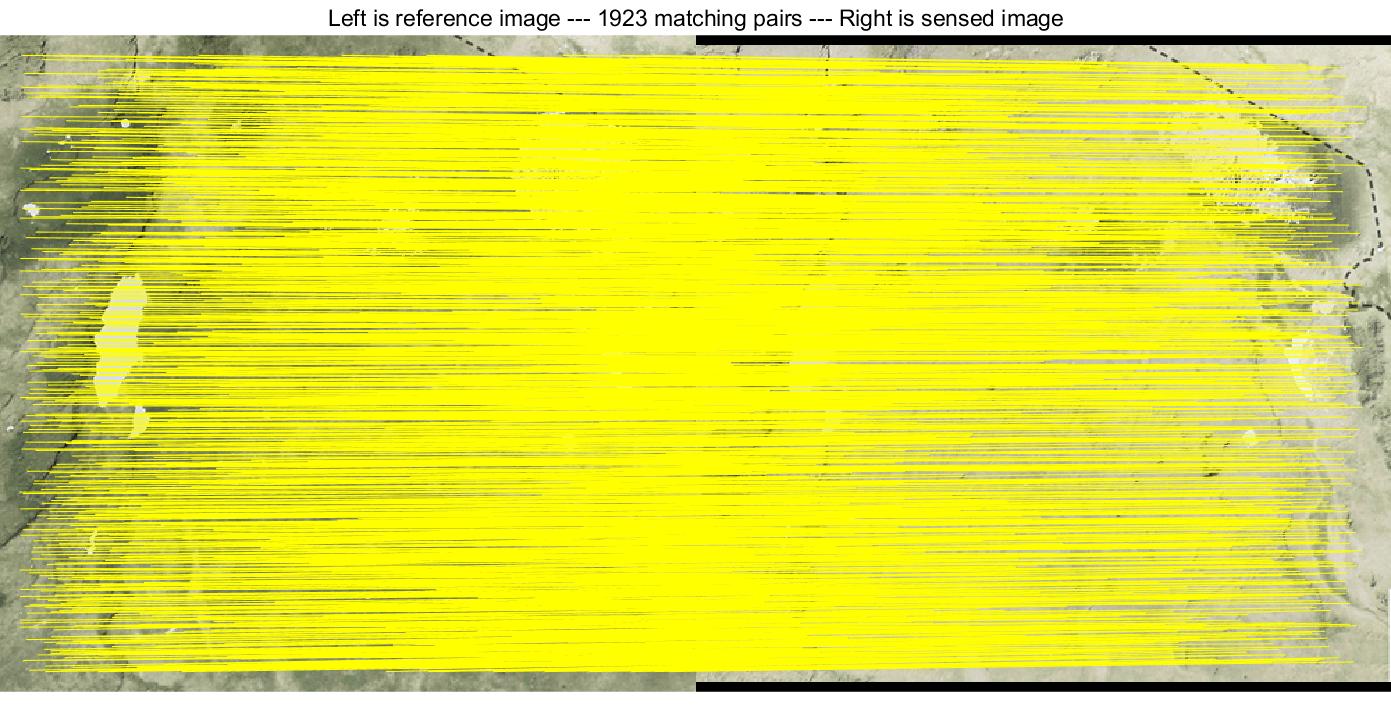 Left is reference image --- 1923 matching pairs --- Right is sensed image